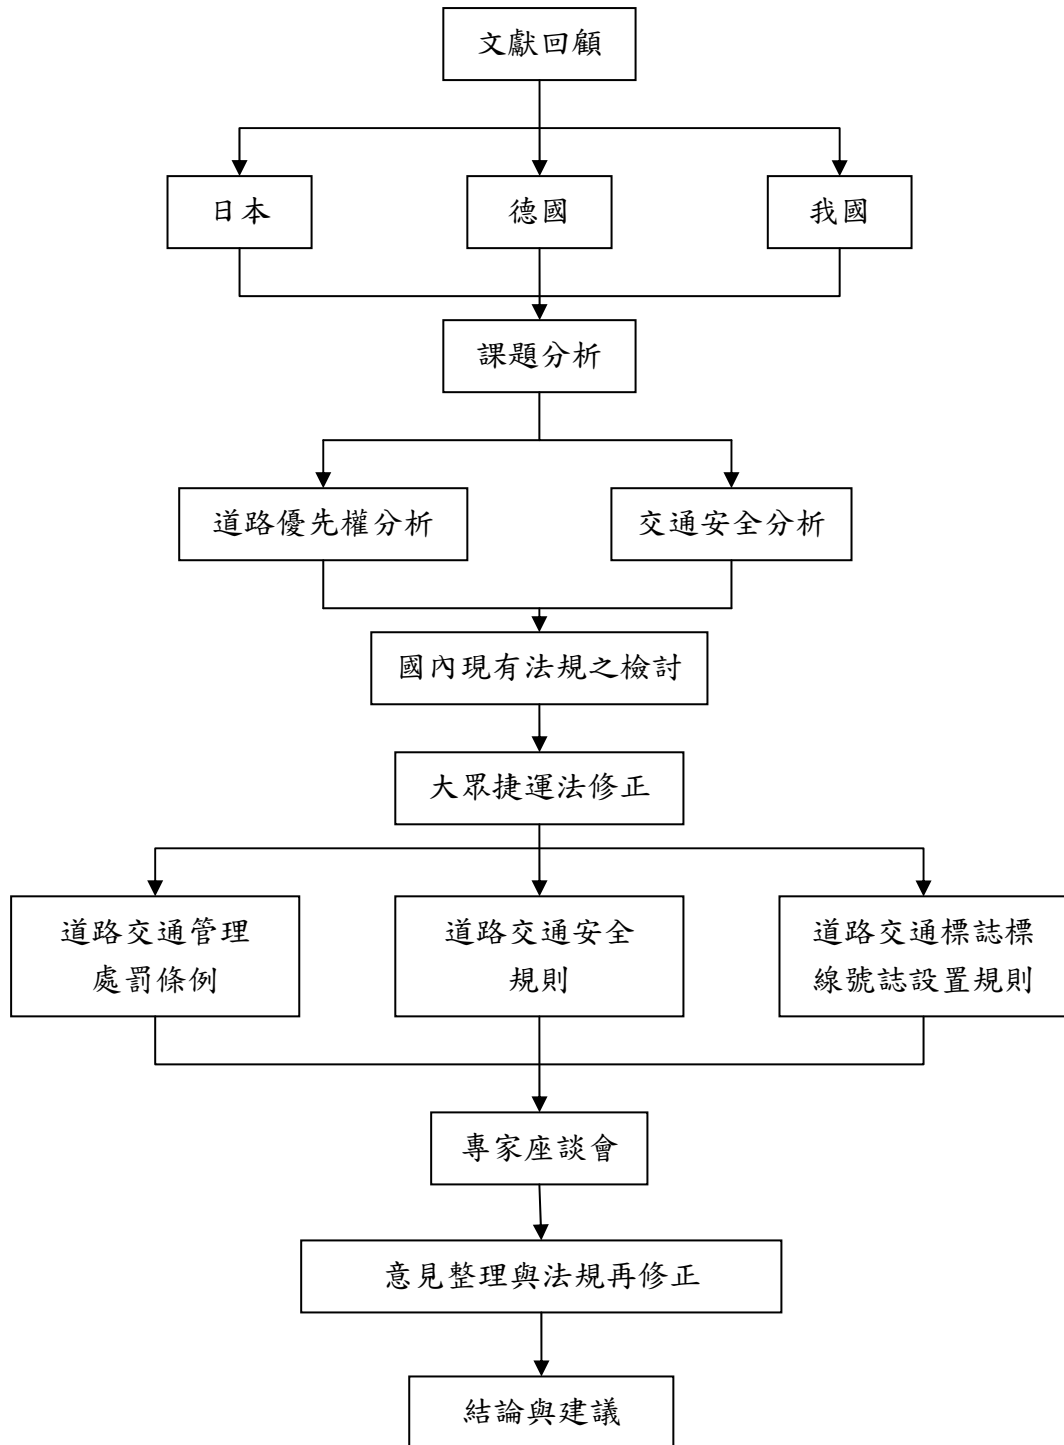 文獻回顧
日本
德國
我國
課題分析
道路優先權分析
交通安全分析
國內現有法規之檢討
大眾捷運法修正
道路交通管理
處罰條例
道路交通安全
規則
道路交通標誌標
線號誌設置規則
專家座談會
意見整理與法規再修正
結論與建議